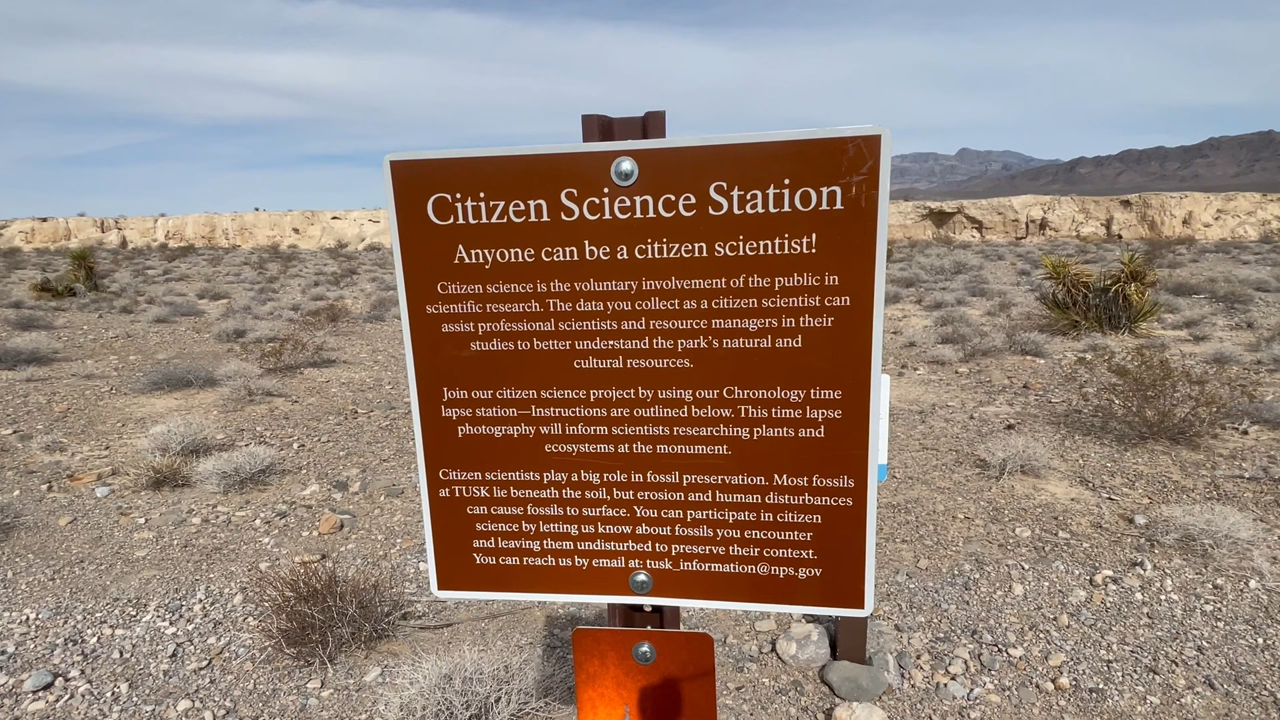 Citizen Science Station
Anyone can be a citizen scientist!
Citizen science is the voluntary involvement of the public in
scientific research. The data you collect as a citizen scientist can
assist professional scientists and resource managers in their
studies to better understand the park's natural and
cultural resources.
Join our citizen science project by using our Chronology time
lapse station—Instructions are outlined below. This time lapse
photography will inform scientists researching plants and
ecosystems at the monument.
Citizen scientists play a big role in fossil preservation. Most fossils
at TUSK lie beneath the soil, but erosion and human disturbances
can cause fossils to surface. You can participate in citizen
science by letting us know about fossils you encounter
and leaving them undisturbed to preserve their context.
You can reach us by email at: tusk_information@nps.gov